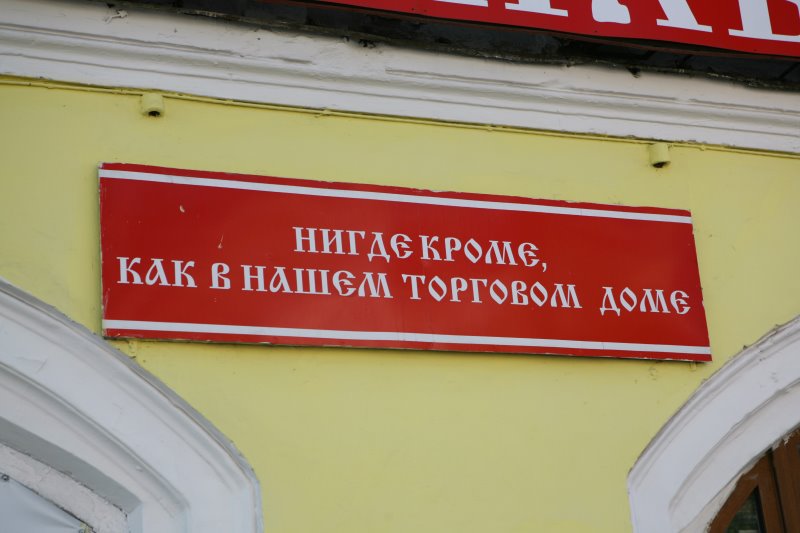 НИГДЕ КРОМЕ,
КАК В НАШЕМ ТОРГОВОМ ДОМЕ